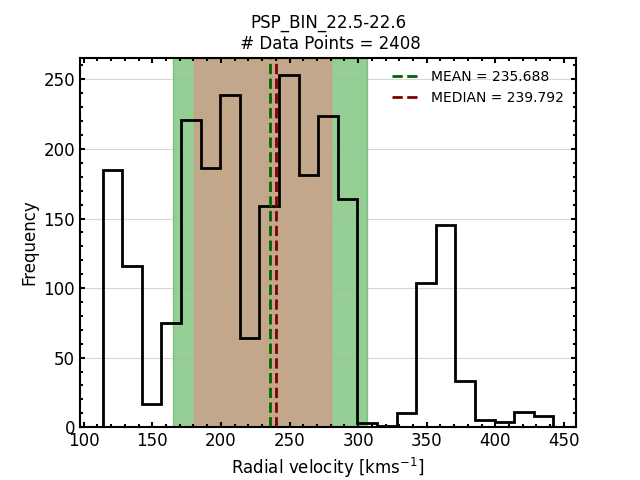 PSP_BIN_22.5-22.6
# Data Points = 2408
MEAN = 235.688
MEDIAN = 239.792
Frequency
250
200
150
100
50
0
100 150 200 250 300 350 400 450
Radial velocity [kms⁻¹]